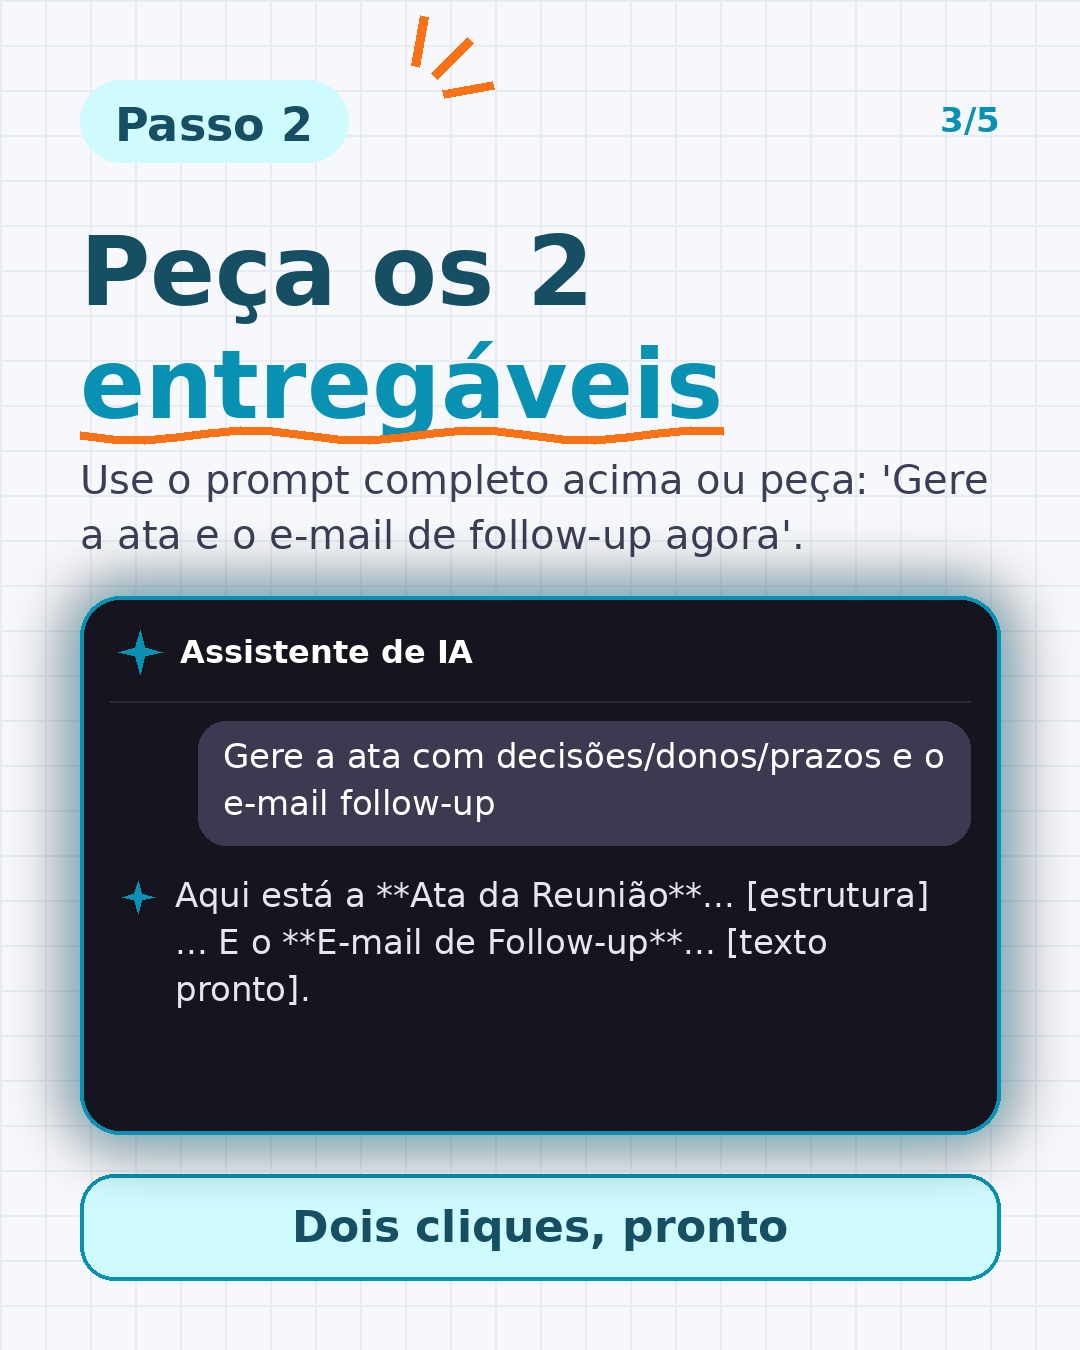 Passo 2
3/5
Peça os 2
entregáveis
Use o prompt completo acima ou peça: 'Gere
a ata e o e-mail de follow-up agora'.
Assistente de IA
Gere a ata com decisões/donos/prazos e o
e-mail follow-up
Aqui está a **Ata da Reunião**... [estrutura]
... E o **E-mail de Follow-up**... [texto
pronto].
Dois cliques, pronto